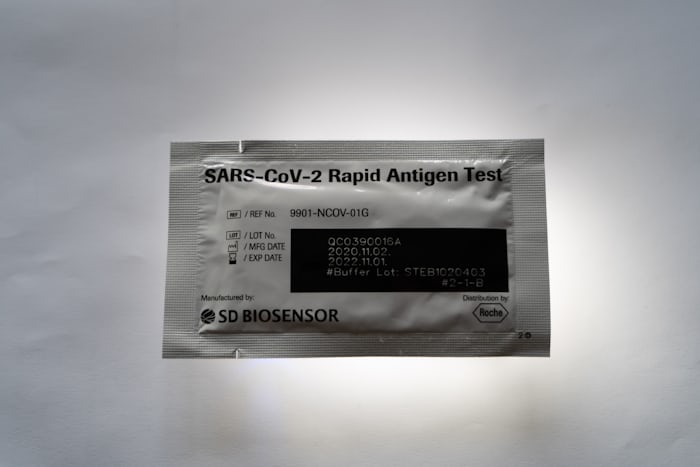 SARS-CoV-2 Rapid Antigen Test
REF / REF No. 9901-NCOV-01G
LOT / LOT No. QC0390016A
/ MFG DATE 2020.11.02.
/ EXP DATE 2022.11.01.
#Buffer Lot: STEB1020403
#2-1-B
Manufactured by:
SD BIOSENSOR
Distribution by:
Roche